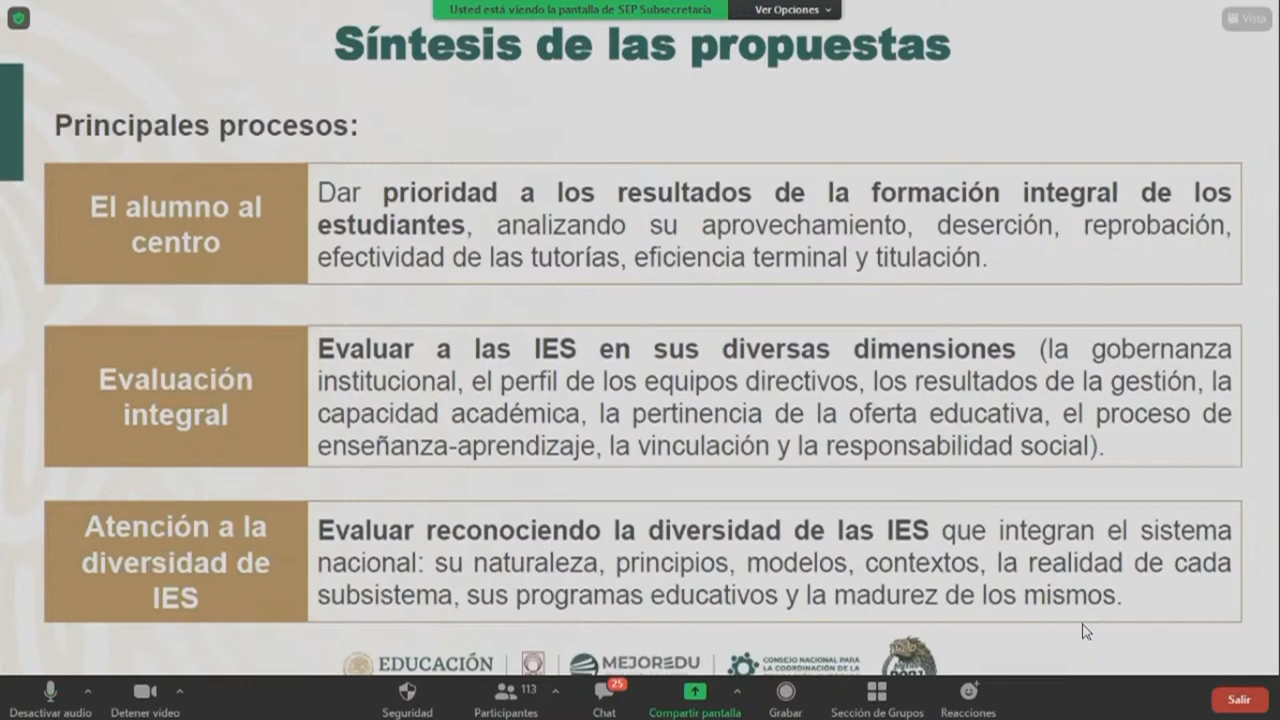 Usted está viendo la pantalla de SEP Subsecretaría
Ver Opciones
Vista
Síntesis de las propuestas
Principales procesos:
El alumno al
centro
Dar prioridad a los resultados de la formación integral de los
estudiantes, analizando su aprovechamiento, deserción, reprobación,
efectividad de las tutorías, eficiencia terminal y titulación.
Evaluación
integral
Evaluar a las IES en sus diversas dimensiones (la gobernanza
institucional, el perfil de los equipos directivos, los resultados de la gestión, la
capacidad académica, la pertinencia de la oferta educativa, el proceso de
enseñanza-aprendizaje, la vinculación y la responsabilidad social).
Atención a la
diversidad de
IES
Evaluar reconociendo la diversidad de las IES que integran el sistema
nacional: su naturaleza, principios, modelos, contextos, la realidad de cada
subsistema, sus programas educativos y la madurez de los mismos.
EDUCACIÓN
MEJOREDU
CONSEJO NACIONAL PARA
LA COORDINACIÓN DE LA
113
25
Desactivar audio
Detener video
Seguridad
Participantes
Chat
Compartir pantalla
Grabar
Sección de Grupos
Reacciones
Salir